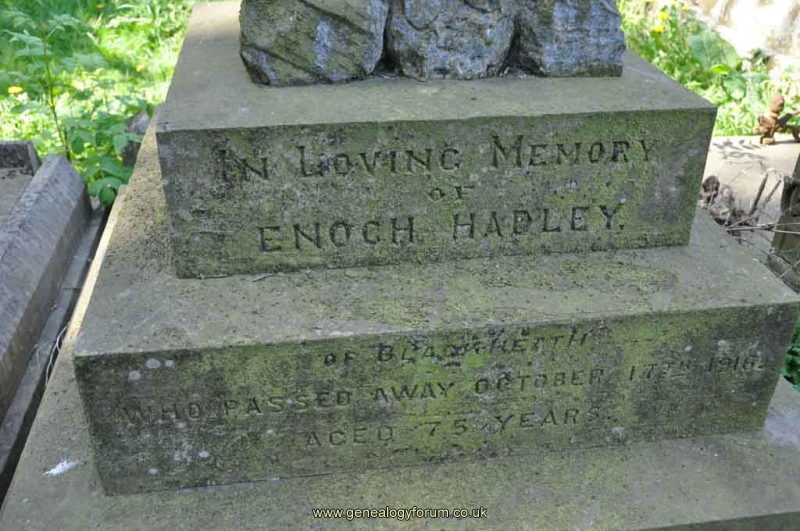 IN LOVING MEMORY
OF
ENOCH HADLEY,
OF BLACKHEATH
WHO PASSED AWAY OCTOBER 17TH 1916.
AGED 75 YEARS.
www.genealogyforum.co.uk